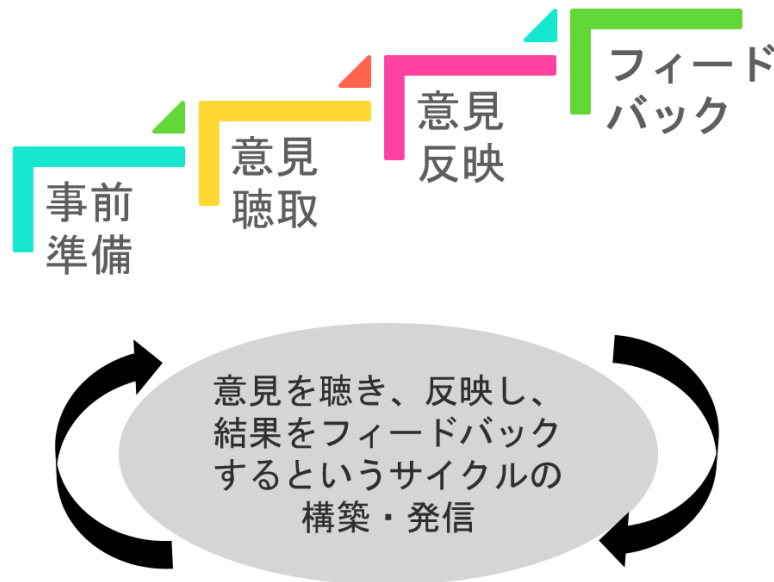 事前
準備
意見
聴取
意見
反映
フィード
バック
意見を聴き、反映し、
結果をフィードバック
するというサイクルの
構築・発信